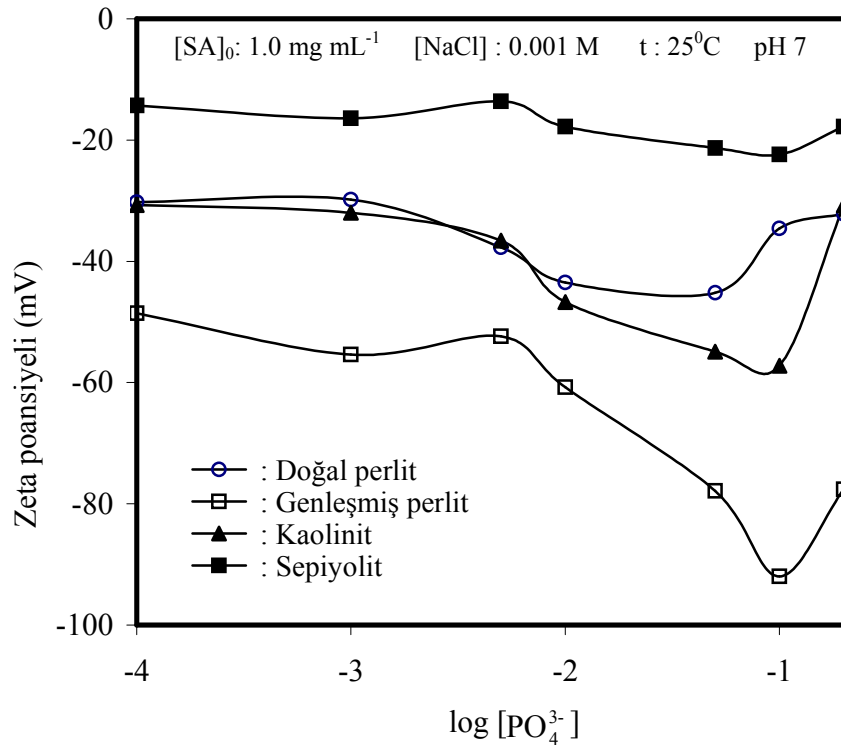 0
[SA]₀: 1.0 mg mL⁻¹ [NaCl] : 0.001 M t : 25⁰C pH 7
-20
-40
-60
-80
-100
Zeta poansiyeli (mV)
: Doğal perlit
: Genleşmiş perlit
: Kaolinit
: Sepiyolit
-4 -3 -2 -1
log [PO₄³⁻]